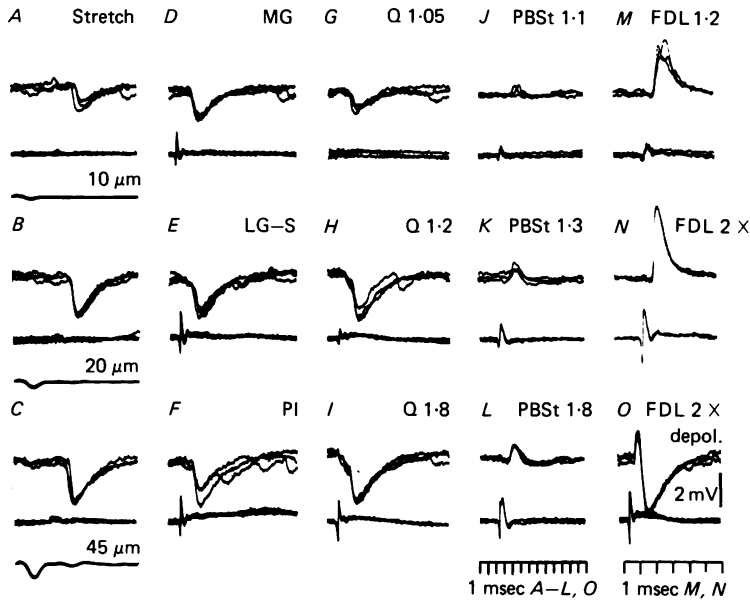 A Stretch D MG G Q 1·05 J PBSt 1·1 M FDL 1·2
10 μm
B E LG–S H Q 1·2 K PBSt 1·3 N FDL 2 ×
20 μm
C F PI I Q 1·8 L PBSt 1·8 O FDL 2 ×
depol.
2 mV
45 μm
1 msec A–L, O 1 msec M, N